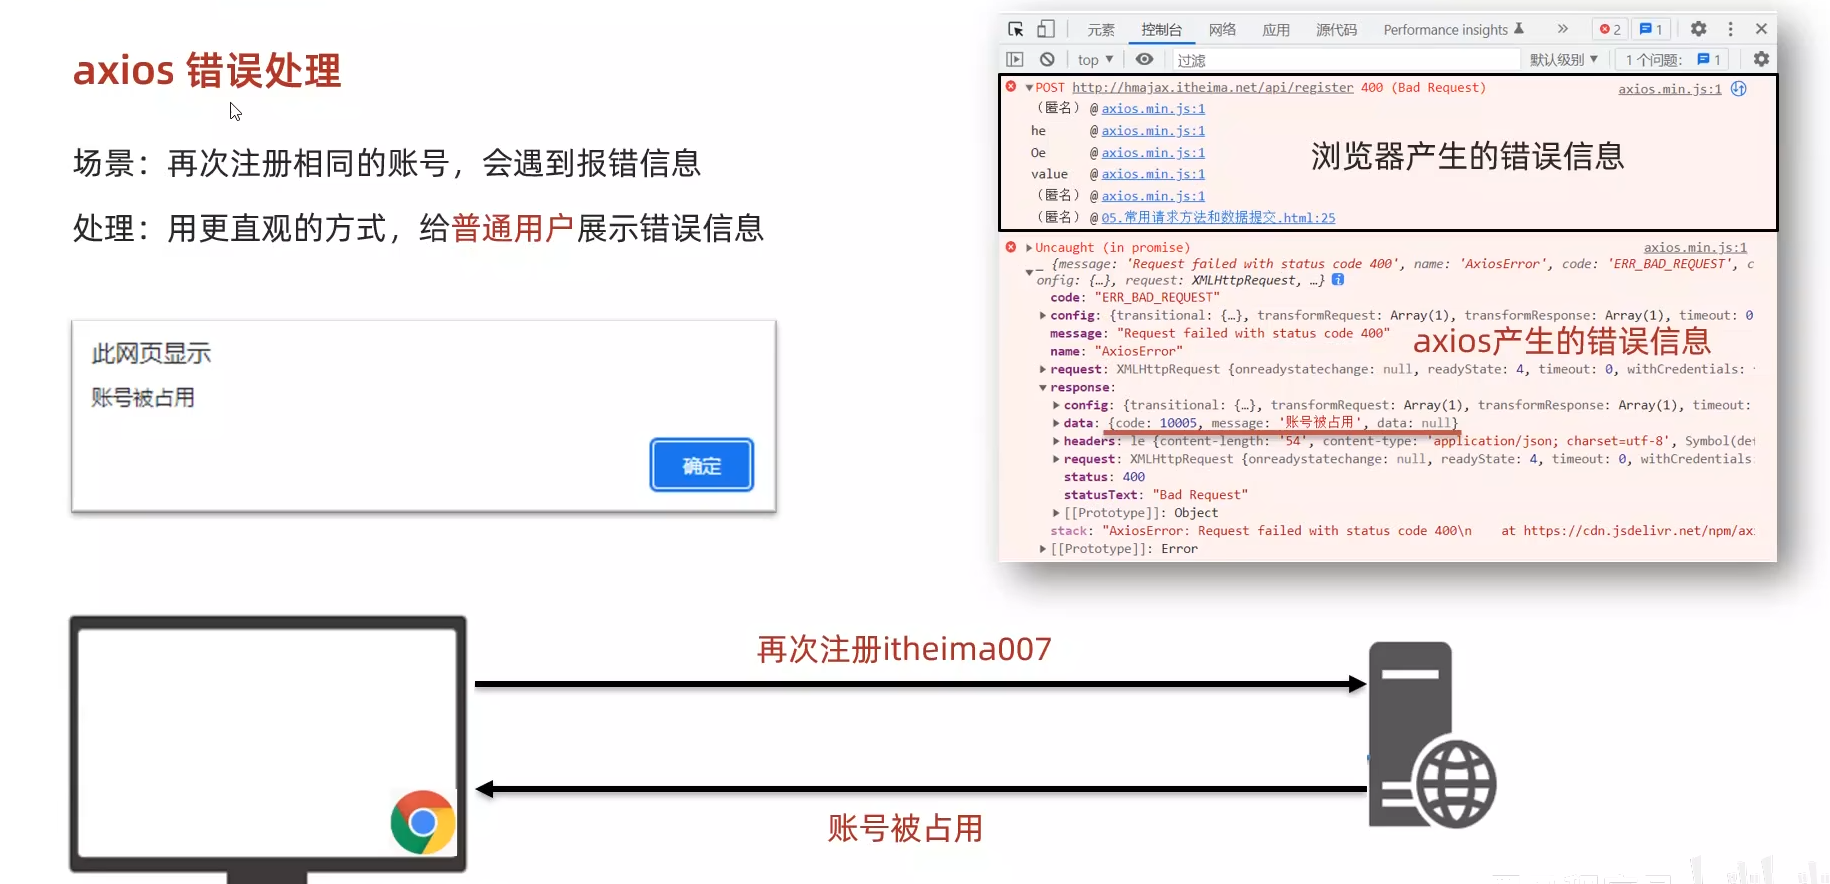 axios 错误处理
场景：再次注册相同的账号，会遇到报错信息
处理：用更直观的方式，给普通用户展示错误信息
此网页显示
账号被占用
确定
元素 控制台 网络 应用 源代码 Performance insights » 2 1
top 过滤 默认级别 1 个问题: 1
POST http://hmajax.itheima.net/api/register 400 (Bad Request) axios.min.js:1
(匿名) @ axios.min.js:1
he @ axios.min.js:1
Oe @ axios.min.js:1
value @ axios.min.js:1
(匿名) @ axios.min.js:1
(匿名) @ 05.常用请求方法和数据提交.html:25
浏览器产生的错误信息
Uncaught (in promise) axios.min.js:1
_ {message: 'Request failed with status code 400', name: 'AxiosError', code: 'ERR_BAD_REQUEST', c
onfig: {…}, request: XMLHttpRequest, …}
code: "ERR_BAD_REQUEST"
config: {transitional: {…}, transformRequest: Array(1), transformResponse: Array(1), timeout: 0
message: "Request failed with status code 400"
axios产生的错误信息
name: "AxiosError"
request: XMLHttpRequest {onreadystatechange: null, readyState: 4, timeout: 0, withCredentials:
response:
config: {transitional: {…}, transformRequest: Array(1), transformResponse: Array(1), timeout:
data: {code: 10005, message: '账号被占用', data: null}
headers: le {content-length: '54', content-type: 'application/json; charset=utf-8', Symbol(def
request: XMLHttpRequest {onreadystatechange: null, readyState: 4, timeout: 0, withCredentials
status: 400
statusText: "Bad Request"
[[Prototype]]: Object
stack: "AxiosError: Request failed with status code 400\n    at https://cdn.jsdelivr.net/npm/ax
[[Prototype]]: Error
再次注册itheima007
账号被占用